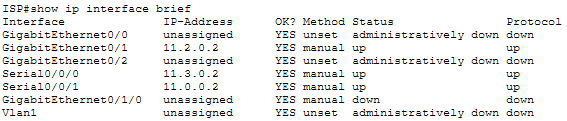 ISP#show ip interface brief
Interface IP-Address OK? Method Status Protocol
GigabitEthernet0/0 unassigned YES unset administratively down down
GigabitEthernet0/1 11.2.0.2 YES manual up up
GigabitEthernet0/2 unassigned YES unset administratively down down
Serial0/0/0 11.3.0.2 YES manual up up
Serial0/0/1 11.0.0.2 YES manual up up
GigabitEthernet0/1/0 unassigned YES manual down down
Vlan1 unassigned YES unset administratively down down